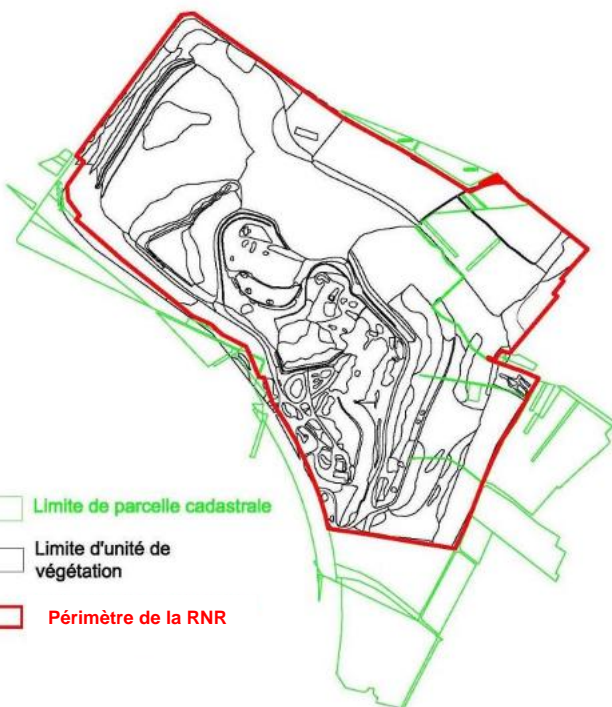 Limite de parcelle cadastrale
Limite d'unité de
végétation
Périmètre de la RNR